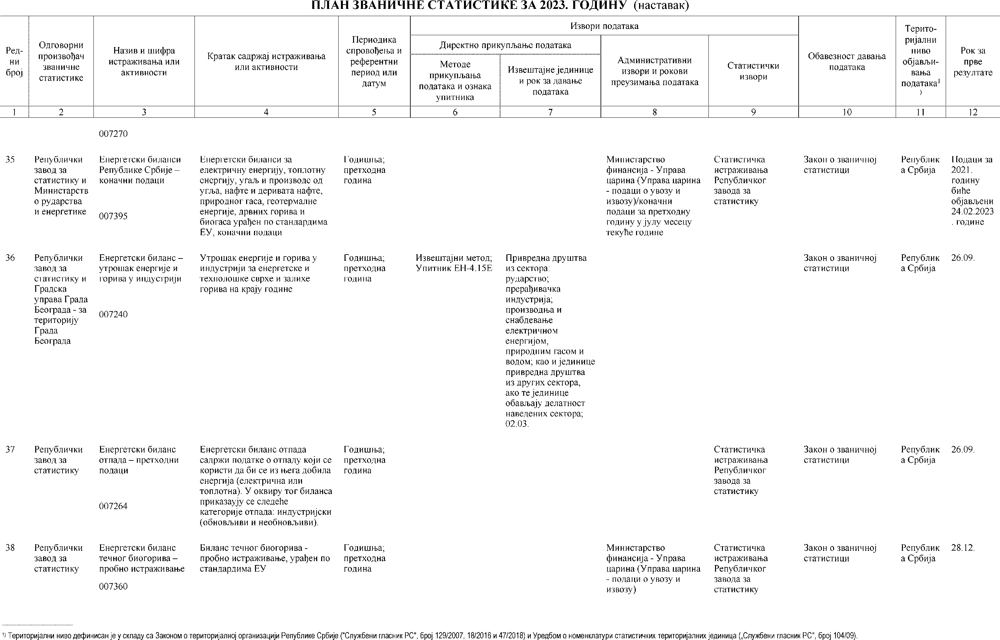 ПЛАН ЗВАНИЧНЕ СТАТИСТИКЕ ЗА 2023. ГОДИНУ (наставак)
Ред-
ни
број
Одговорни
произвођач
званичне
статистике
Назив и шифра
истраживања или
активности
Кратак садржај истраживања
или активности
Периодика
спровођења и
референтни
период или
датум
Извори података
Директно прикупљање података
Методе
прикупљања
података и ознака
упитника
Извештајне јединице
и рок за давање
података
Административни
извори и рокови
преузимања података
Статистички
извори
Обавезност давања
података
Терито-
ријални
ниво
објављи-
вања
података¹
)
Рок за
прве
резултате
1 2 3 4 5 6 7 8 9 10 11 12
007270
35
Републички
завод за
статистику и
Министарств
о рударства
и енергетике
Енергетски биланси
Републике Србије –
коначни подаци
007395
Енергетски биланси за
електричну енергију, топлотну
енергију, угаљ и производе од
угља, нафте и деривата нафте,
природног гаса, геотермалне
енергије, дрвних горива и
биогаса урађен по стандардима
ЕУ, коначни подаци
Годишња;
претходна
година
Министарство
финансија - Управа
царина (Управа царина
- подаци о увозу и
извозу)/коначни
подаци за претходну
годину у јулу месецу
текуће године
Статистичка
истраживања
Републичког
завода за
статистику
Закон о званичној
статистици
Републик
а Србија
Подаци за
2021.
годину
биће
објављени
24.02.2023
. године
36
Републички
завод за
статистику и
Градска
управа Града
Београда - за
територију
Града
Београда
Енергетски биланс –
утрошак енергије и
горива у индустрији
007240
Утрошак енергије и горива у
индустрији за енергетске и
технолошке сврхе и залихе
горива на крају године
Годишња;
претходна
година
Извештајни метод;
Упитник ЕН-4.15Е
Привредна друштва
из сектора:
рударство;
прерађивачка
индустрија;
производња и
снабдевање
електричном
енергијом,
природним гасом и
водом; као и јединице
привредна друштва
из других сектора,
ако те јединице
обављају делатност
наведених сектора;
02.03.
Закон о званичној
статистици
Републик
а Србија
26.09.
37
Републички
завод за
статистику
Енергетски биланс
отпада – претходни
подаци
007264
Енергетски биланс отпада
садржи податке о отпаду који се
користи да би се из њега добила
енергија (електрична или
топлотна). У оквиру тог биланса
приказаују се следеће
категорије отпада: индустријски
(обновљиви и необновљиви).
Годишња;
претходна
година
Статистичка
истраживања
Републичког
завода за
статистику
Закон о званичној
статистици
Републик
а Србија
26.09.
38
Републички
завод за
статистику
Енергетски биланс
течног биогорива –
пробно истраживање
007360
Биланс течног биогорива -
пробно истраживање, урађен по
стандардима ЕУ
Годишња;
претходна
година
Министарство
финансија - Управа
царина (Управа царина
- подаци о увозу и
извозу)
Статистичка
истраживања
Републичког
завода за
статистику
Закон о званичној
статистици
Републик
а Србија
28.12.
¹⁾ Територијални ниво дефинисан је у складу са Законом о територијалној организацији Републике Србије ("Службени гласник РС", број 129/2007, 18/2016 и 47/2018) и Уредбом о номенклатури статистичких територијалних јединица („Службени гласник РС", број 104/09).